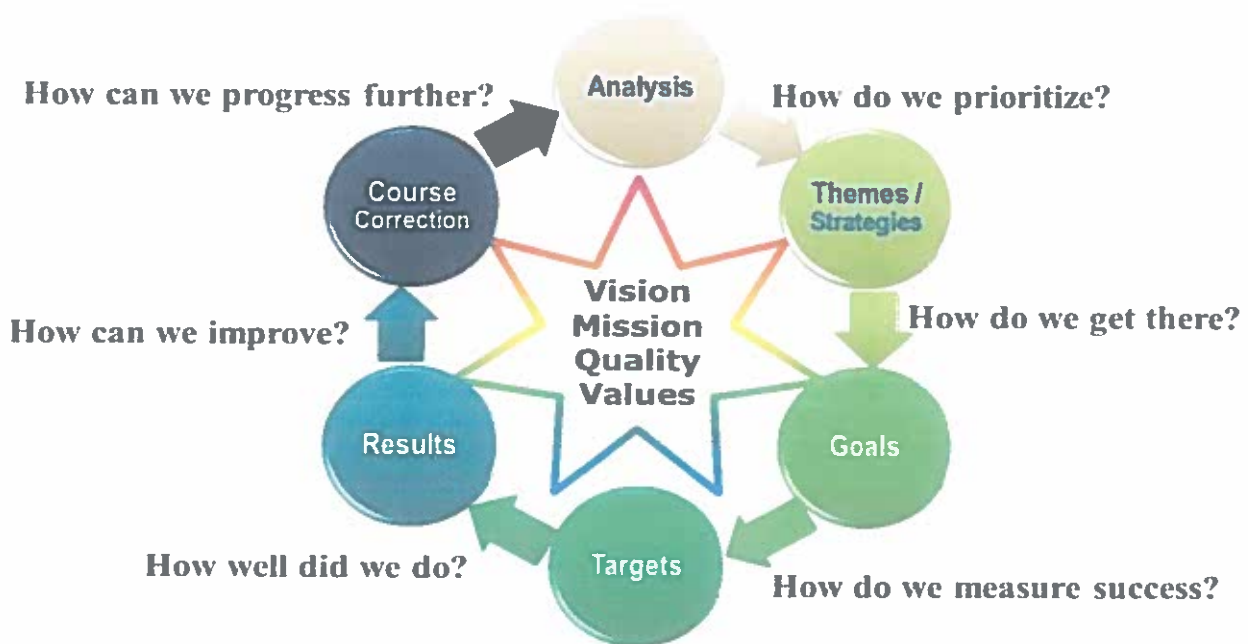 Analysis
How do we prioritize?
Themes /
Strategies
How do we get there?
Goals
How do we measure success?
Targets
How well did we do?
Results
How can we improve?
Course
Correction
How can we progress further?
Vision
Mission
Quality
Values